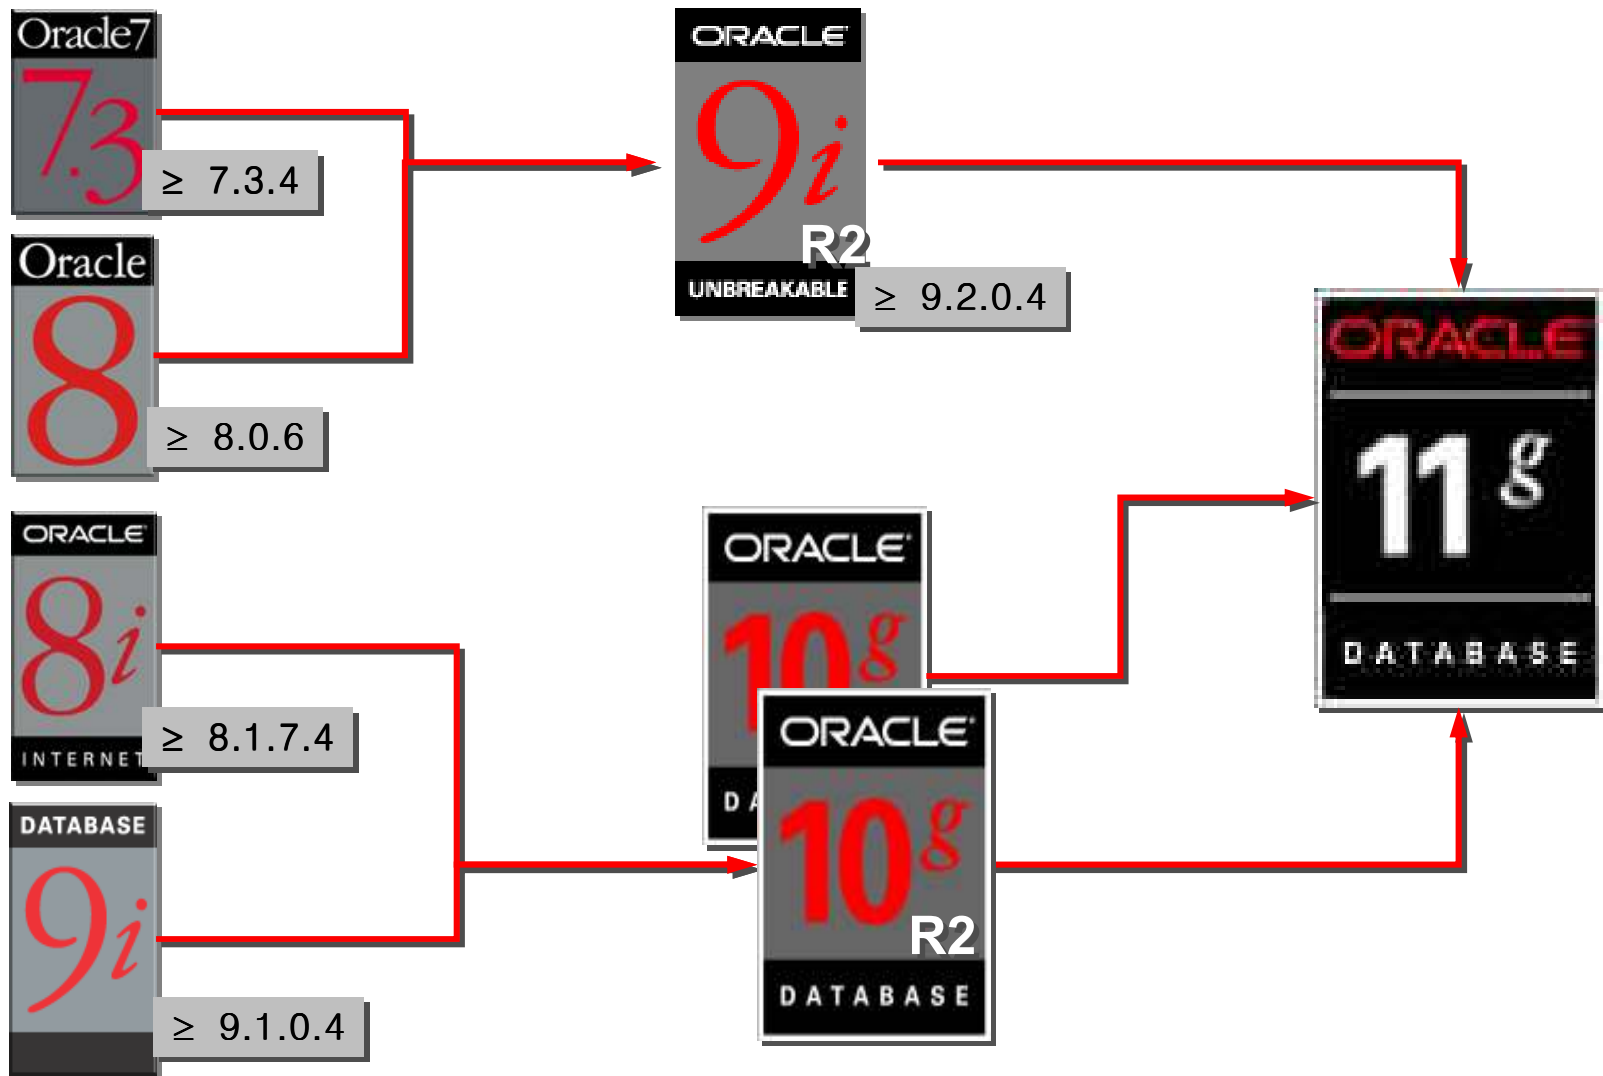 Oracle7
7.3
≥ 7.3.4
Oracle
8
≥ 8.0.6
ORACLE
8i
INTERNET
≥ 8.1.7.4
DATABASE
9i
≥ 9.1.0.4
ORACLE
9i
R2
UNBREAKABLE
≥ 9.2.0.4
ORACLE
10g
DA
ORACLE
10g
R2
DATABASE
ORACLE
11g
DATABASE